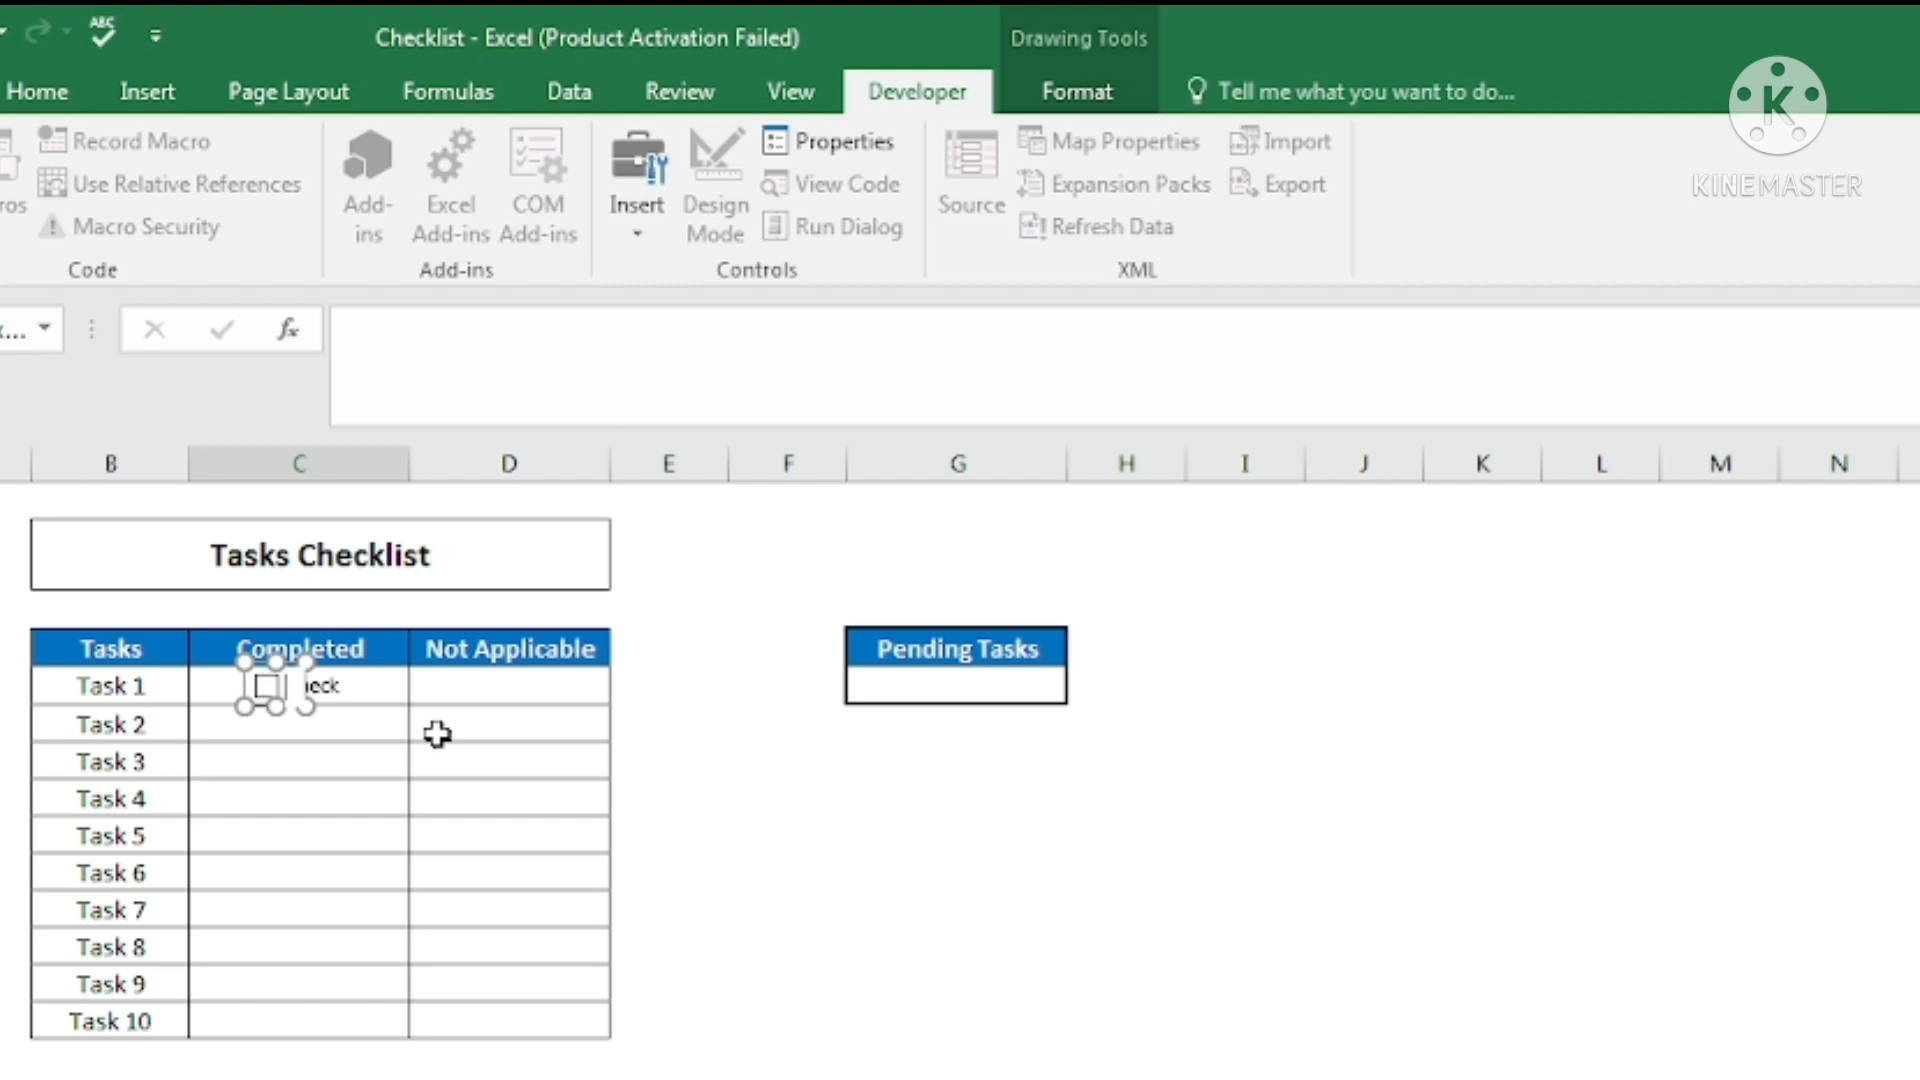 ABC
Checklist - Excel (Product Activation Failed)
Drawing Tools
Home Insert Page Layout Formulas Data Review View Developer Format Tell me what you want to do...
K
KINEMASTER
Record Macro
Use Relative References
Macro Security
Code
Add-ins
Excel Add-ins
COM Add-ins
Add-ins
Insert
Design Mode
Properties
View Code
Run Dialog
Controls
Source
Map Properties
Expansion Packs
Refresh Data
Import
Export
XML
fx
B C D E F G H I J K L M N
Tasks Checklist
Tasks Completed Not Applicable
Pending Tasks
Task 1
Task 2
Task 3
Task 4
Task 5
Task 6
Task 7
Task 8
Task 9
Task 10